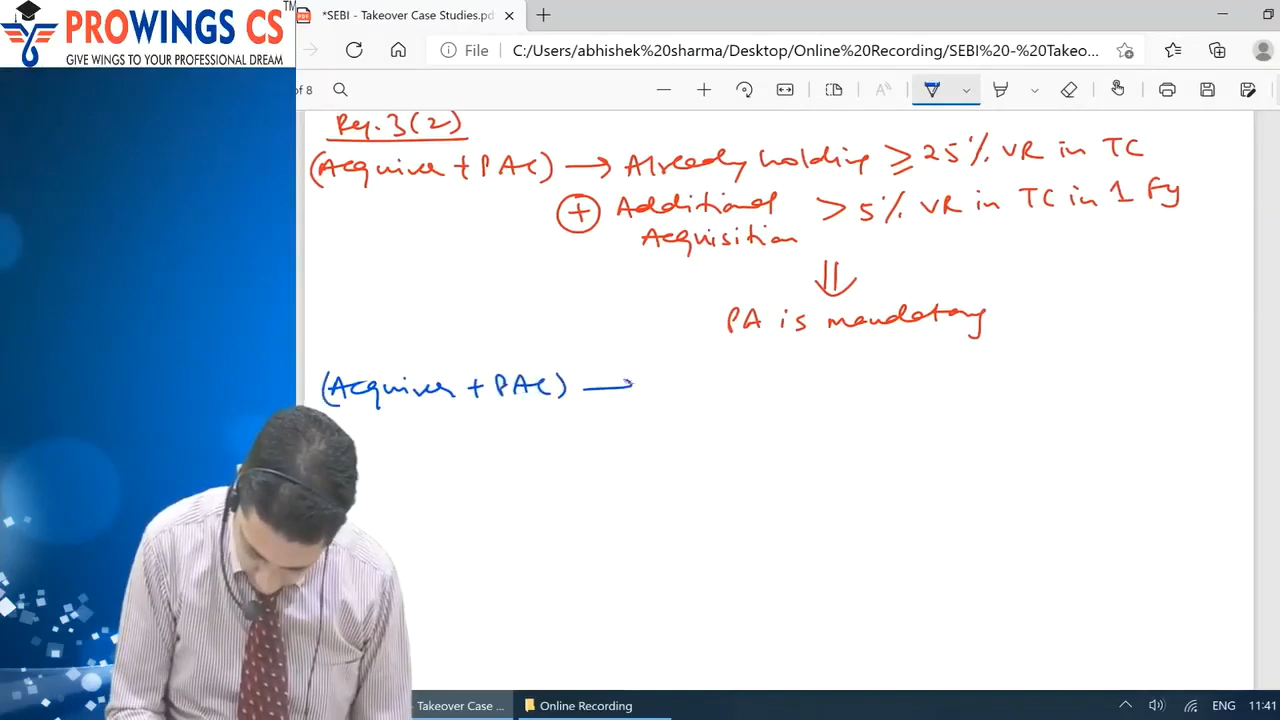 PROWINGS CS TM
GIVE WINGS TO YOUR PROFESSIONAL DREAM
*SEBI - Takeover Case Studies.pd
File
C:/Users/abhishek%20sharma/Desktop/Online%20Recording/SEBI%20-%20Takeo...
of 8
Reg. 3(2)
(Acquirer + PAC) → Already holding ≥ 25% VR in TC
+ Additional > 5% VR in TC in 1 Fy
Acquisition
⇓
PA is mandatory
(Acquirer + PAC) —
Takeover Case ...
Online Recording
ENG
11:41